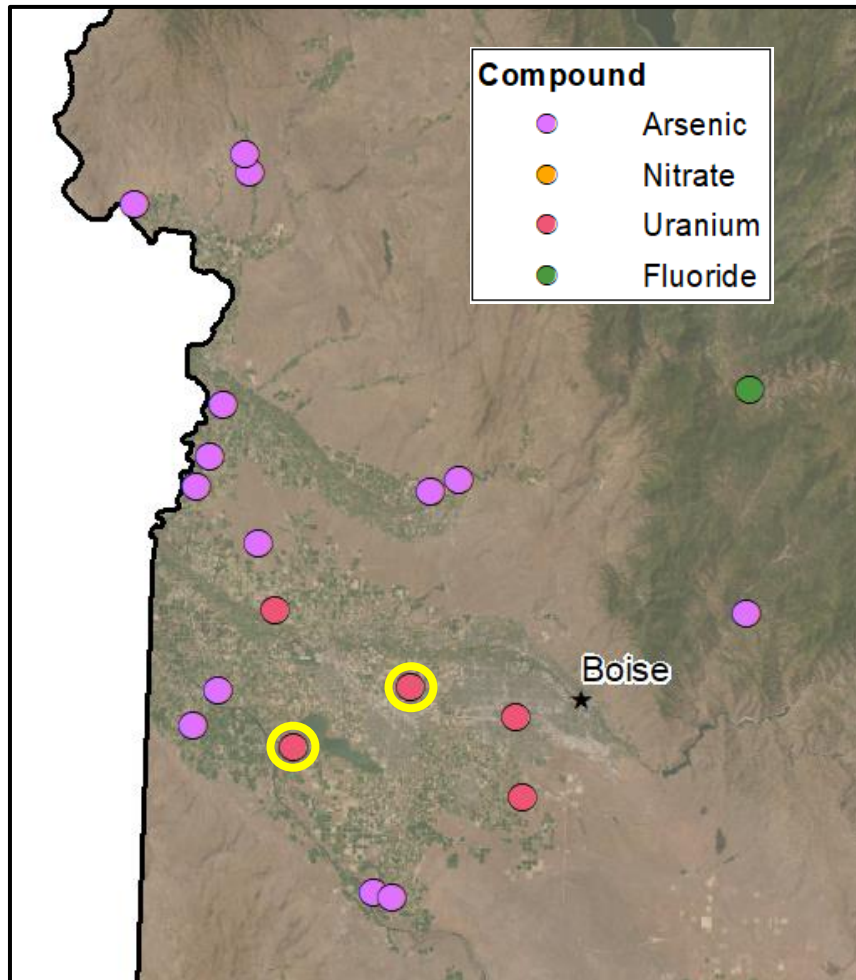 Compound
Arsenic
Nitrate
Uranium
Fluoride
Boise